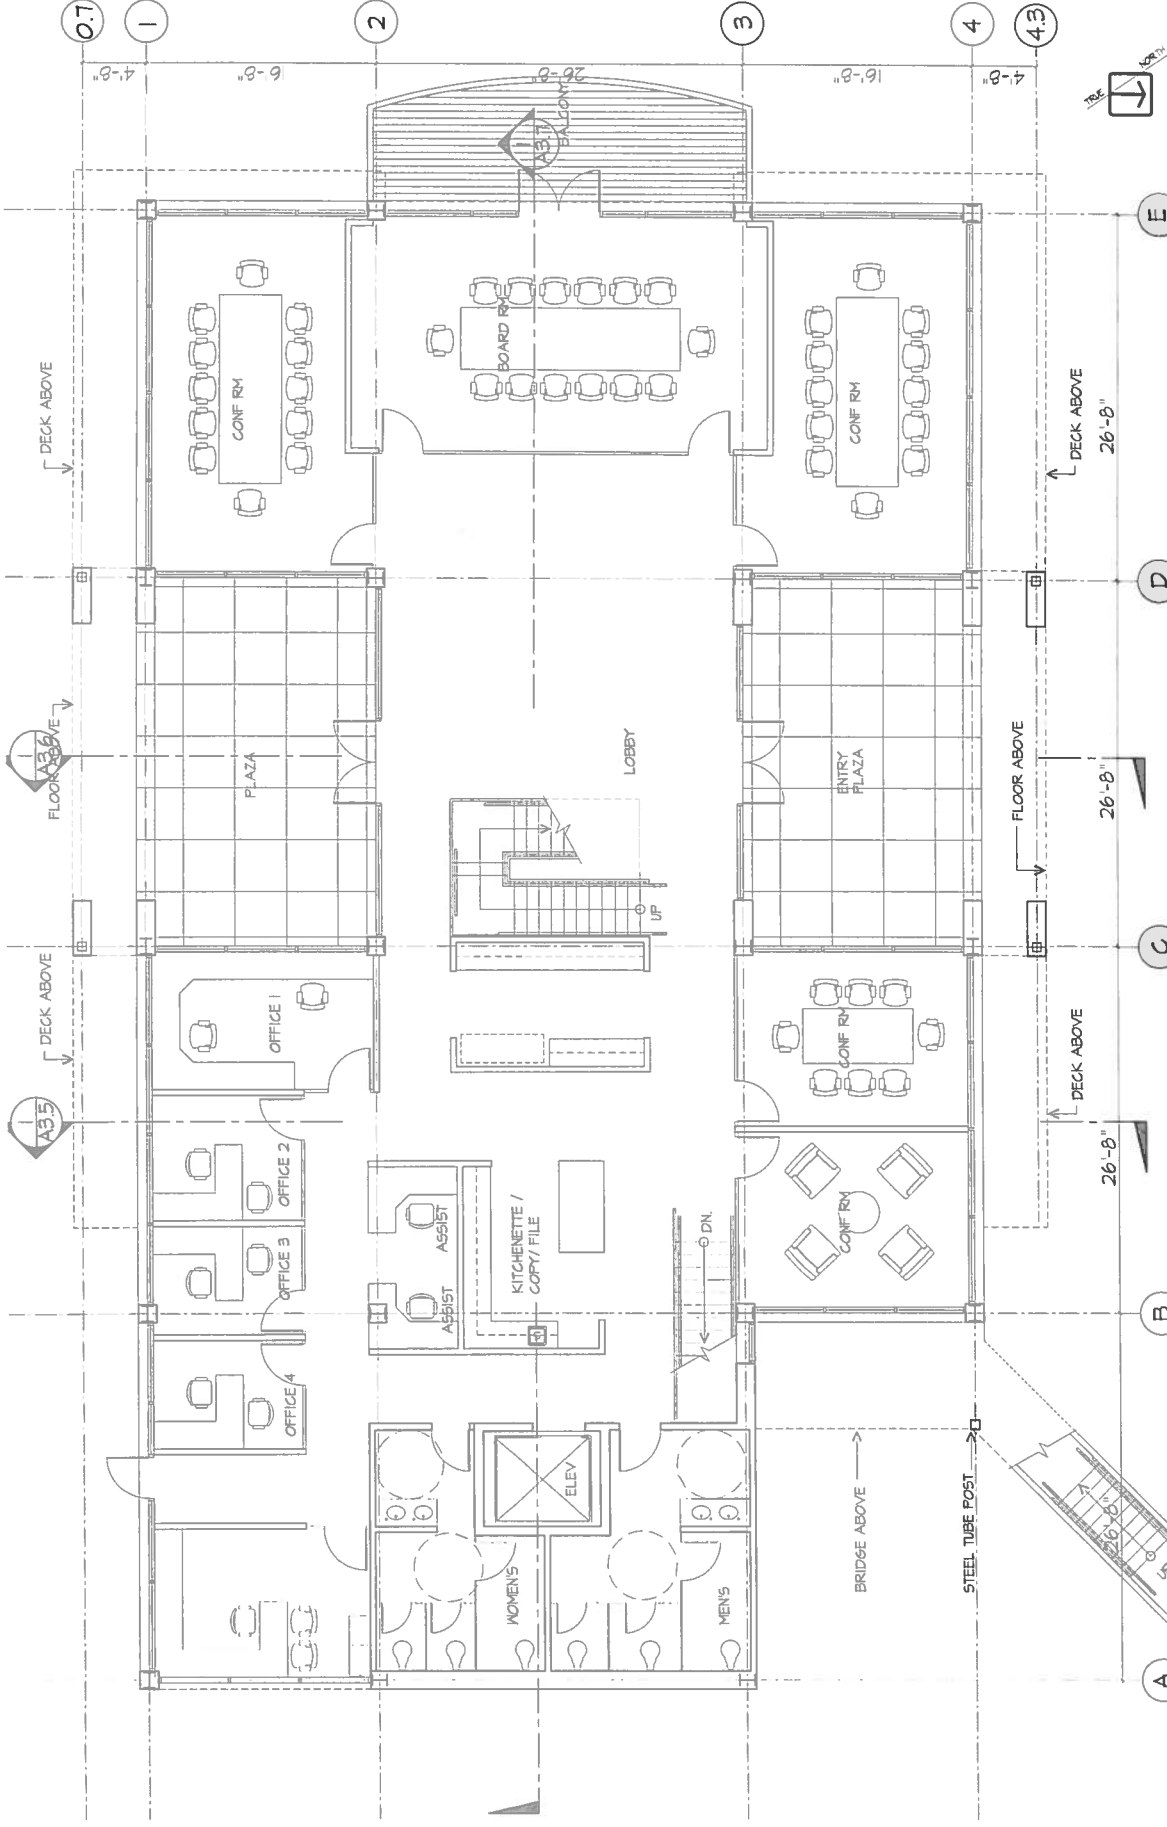 0.7
1
2
3
4
4.3
4'-8"
16'-8"
26'-8"
16'-8"
4'-8"
TRUE
NORTH
BALCONY
1
A3.7
E
DECK ABOVE
CONF RM
BOARD RM
CONF RM
DECK ABOVE
26'-8"
D
A3.6
FLOOR ABOVE
PLAZA
LOBBY
ENTRY
PLAZA
FLOOR ABOVE
26'-8"
UP
C
DECK ABOVE
OFFICE 1
CONF RM
DECK ABOVE
A3.5
OFFICE 2
ASSIST
KITCHENETTE /
COPY/ FILE
DN.
CONF RM
26'-8"
OFFICE 3
ASSIST
B
OFFICE 4
ELEV
BRIDGE ABOVE
STEEL TUBE POST
26'-8"
WOMEN'S
MEN'S
A